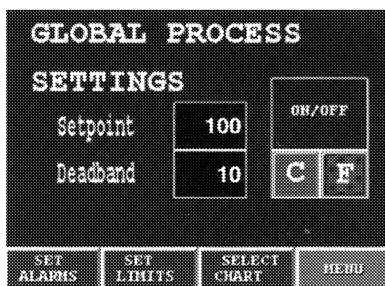 GLOBAL PROCESS
SETTINGS
Setpoint 100
ON/OFF
Deadband 10
C F
SET ALARMS
SET LIMITS
SELECT CHART
MENU